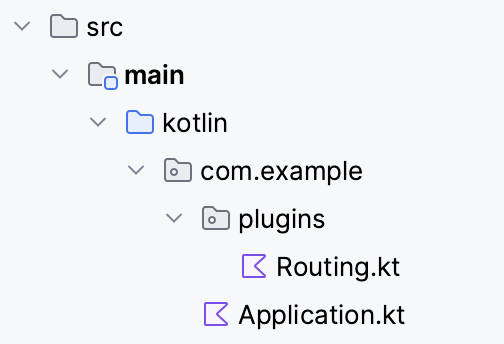 src
main
kotlin
com.example
plugins
Routing.kt
Application.kt